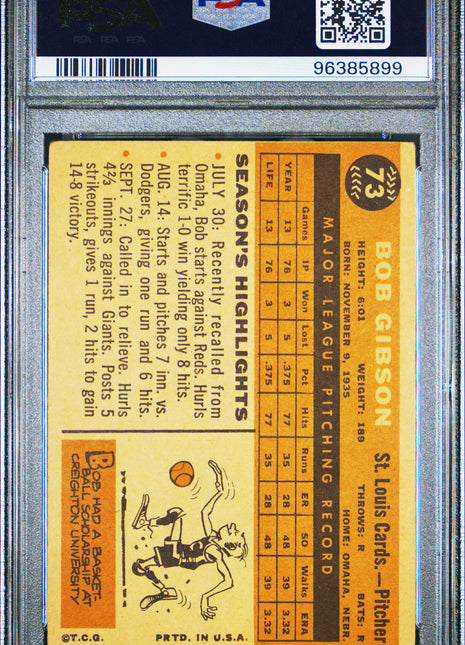 PSA
PSA PSA PSA
PSA
96385899
73
BOB GIBSON
St. Louis Cards.—Pitcher
HEIGHT: 6:01 WEIGHT: 189 THROWS: R BATS: R
BORN: NOVEMBER 9, 1935 HOME: OMAHA, NEBR.
MAJOR LEAGUE PITCHING RECORD
Games IP Won Lost Pct Hits Runs ER SO Walks ERA
YEAR 13 76 3 5 .375 77 35 28 48 39 3.32
LIFE 13 76 3 5 .375 77 35 28 48 39 3.32
SEASON'S HIGHLIGHTS
• JULY 30: Recently recalled from
Omaha, Bob starts against Reds. Hurls
terrific 1-0 win yielding only 8 hits.
• AUG. 14: Starts and pitches 7 inn. vs.
Dodgers, giving one run and 6 hits.
• SEPT. 27: Called in to relieve. Hurls
4⅔ innings against Giants. Posts 5
strikeouts, gives 1 run, 2 hits to gain
14-8 victory.
BOB HAD A BASKET-
BALL SCHOLARSHIP AT
CREIGHTON UNIVERSITY
©T.C.G. PRTD. IN U.S.A.